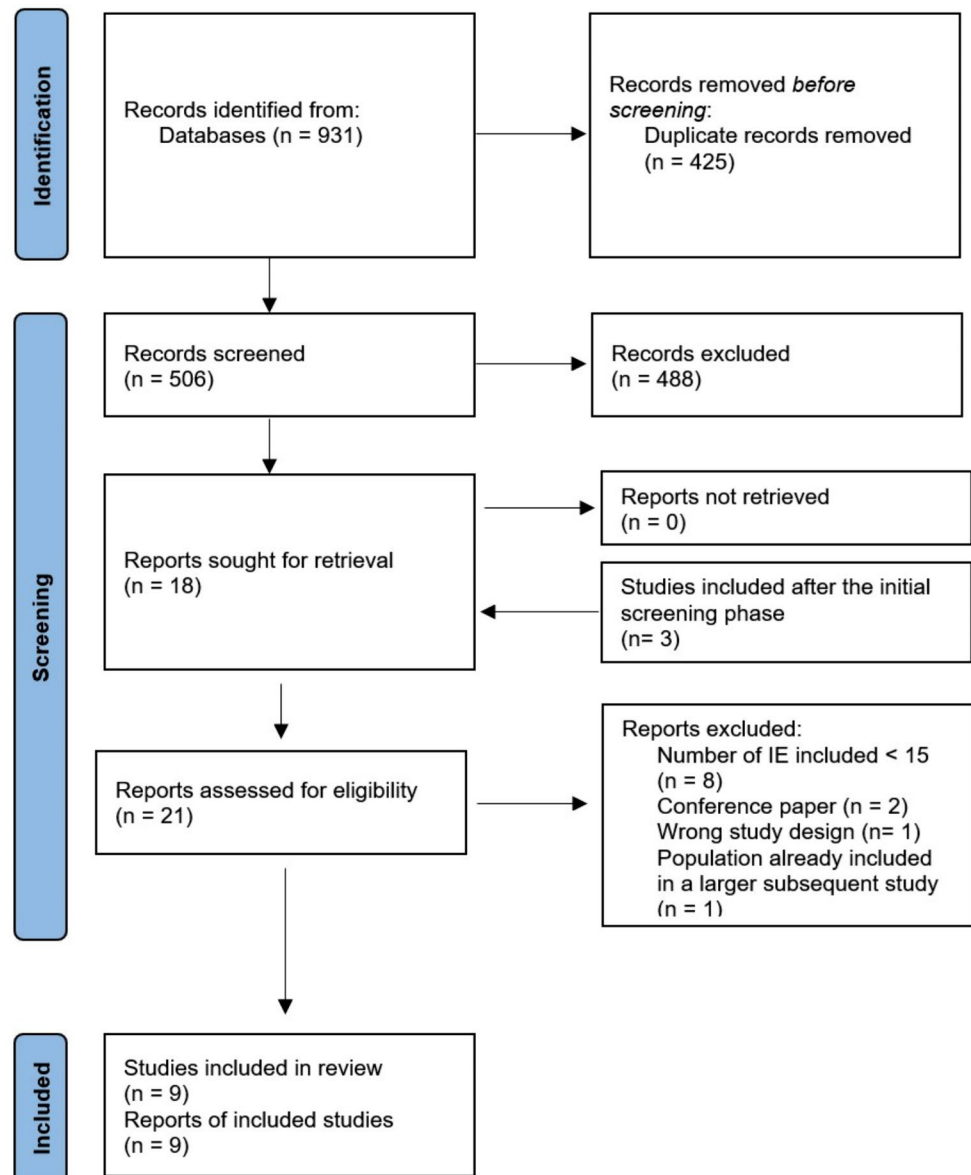 Identification
Records identified from:
Databases (n = 931)
Records removed before
screening:
Duplicate records removed
(n = 425)
Screening
Records screened
(n = 506)
Records excluded
(n = 488)
Reports sought for retrieval
(n = 18)
Reports not retrieved
(n = 0)
Studies included after the initial
screening phase
(n= 3)
Reports assessed for eligibility
(n = 21)
Reports excluded:
Number of IE included < 15
(n = 8)
Conference paper (n = 2)
Wrong study design (n= 1)
Population already included
in a larger subsequent study
(n = 1)
Included
Studies included in review
(n = 9)
Reports of included studies
(n = 9)